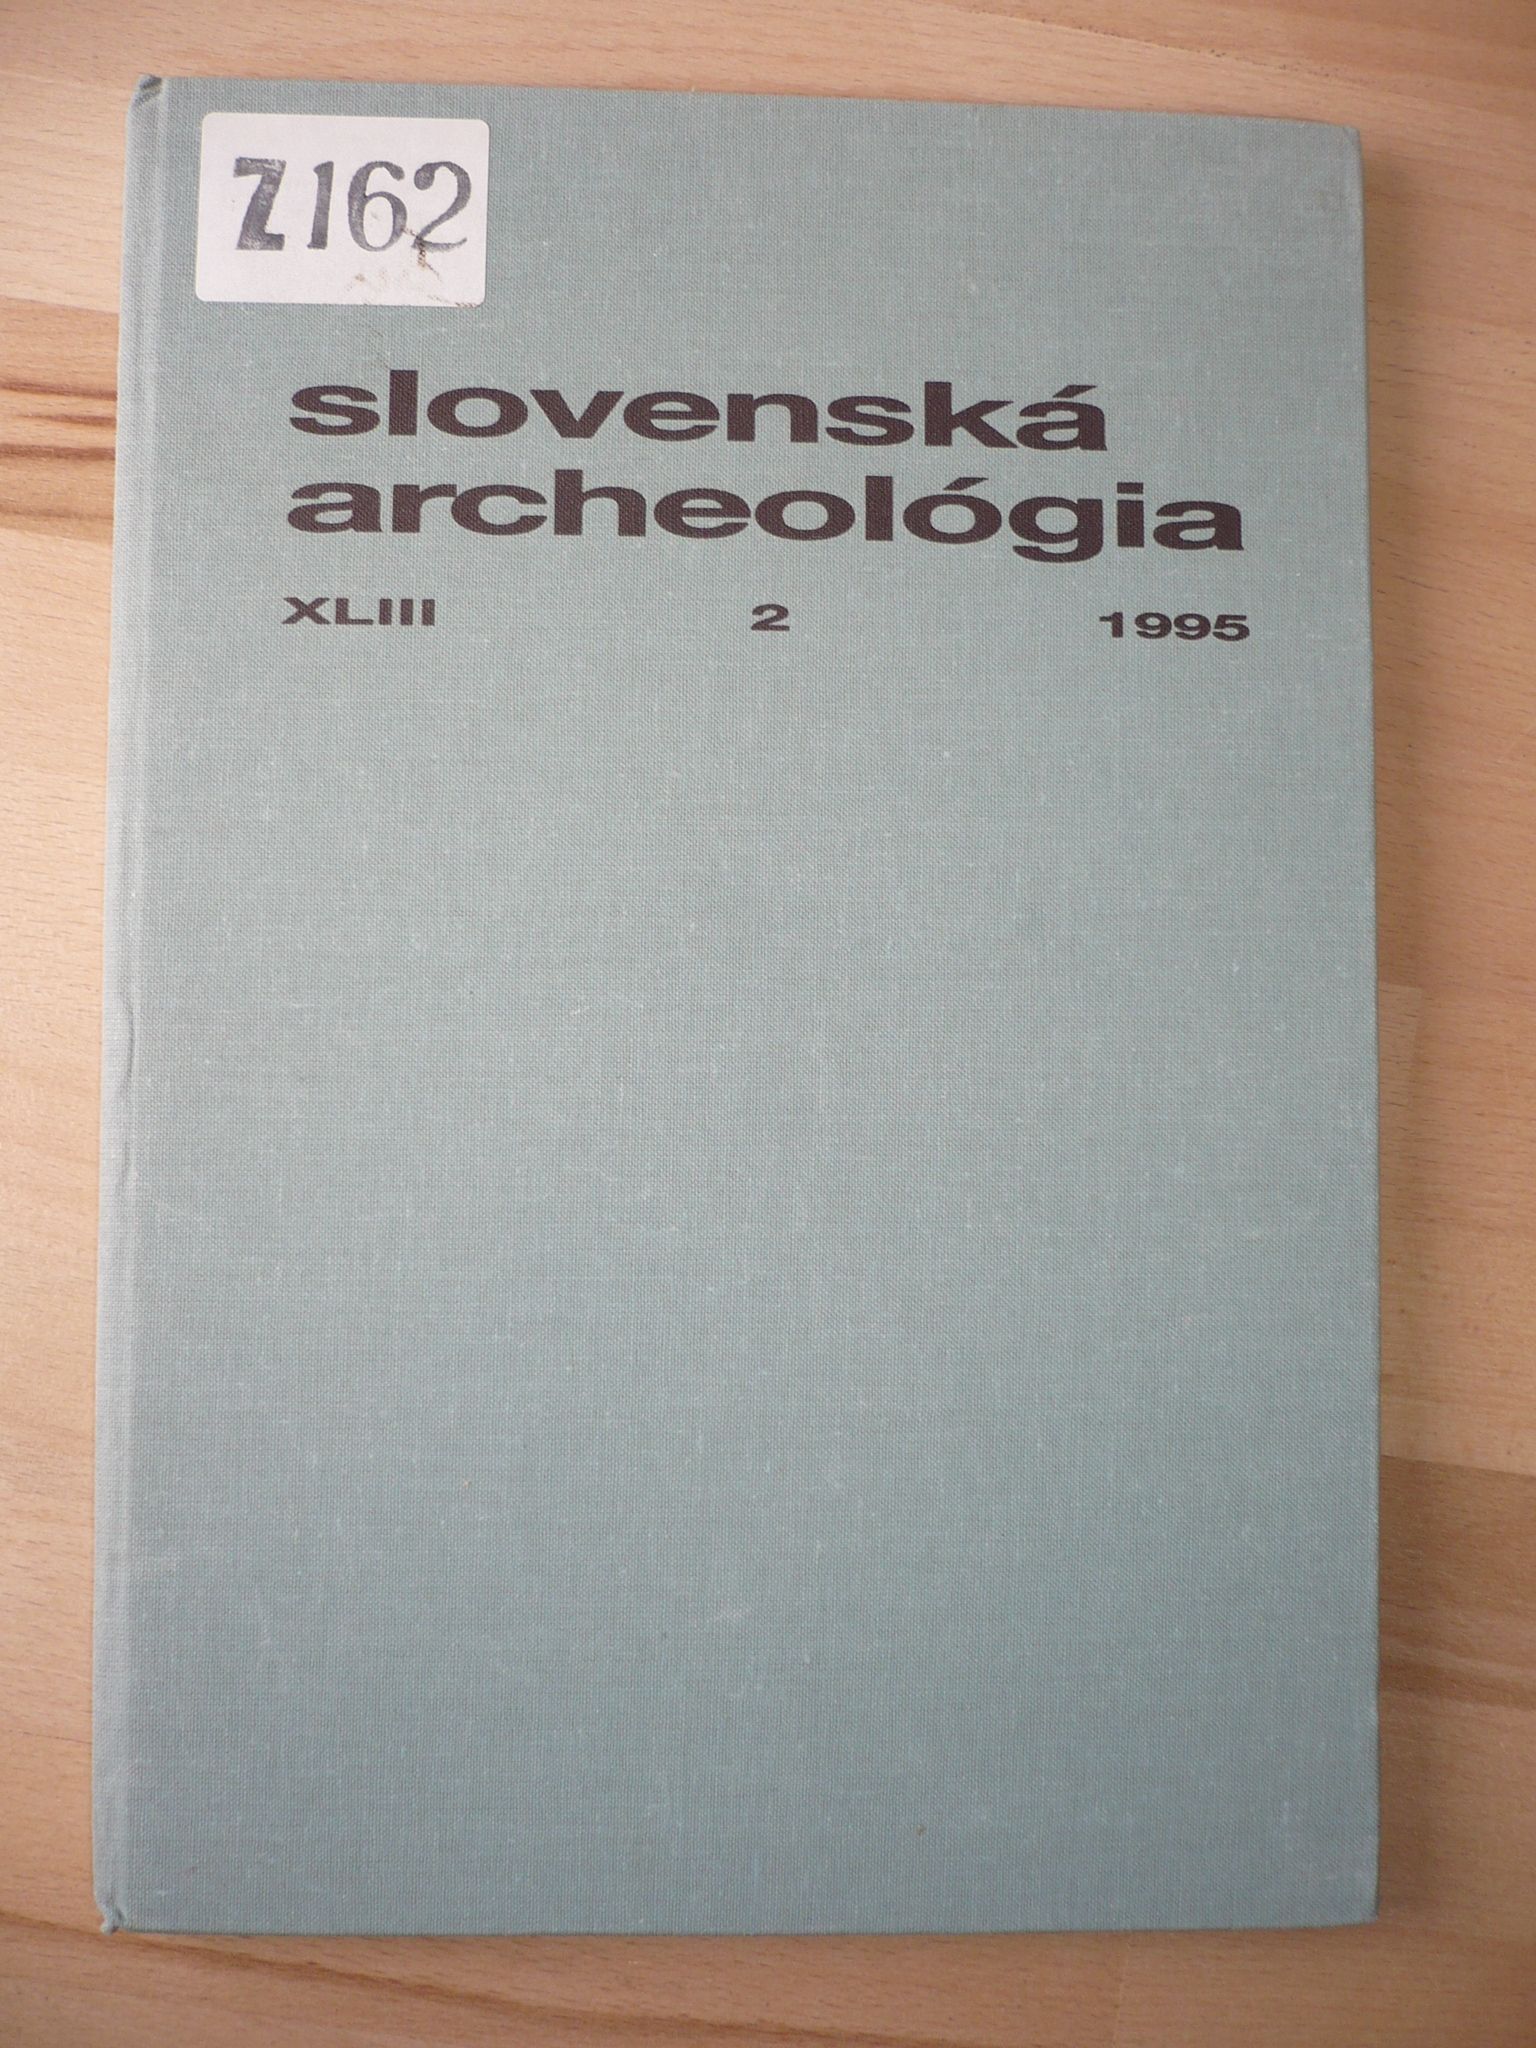 Z162
slovenská
archeológia
XLIII 2 1995